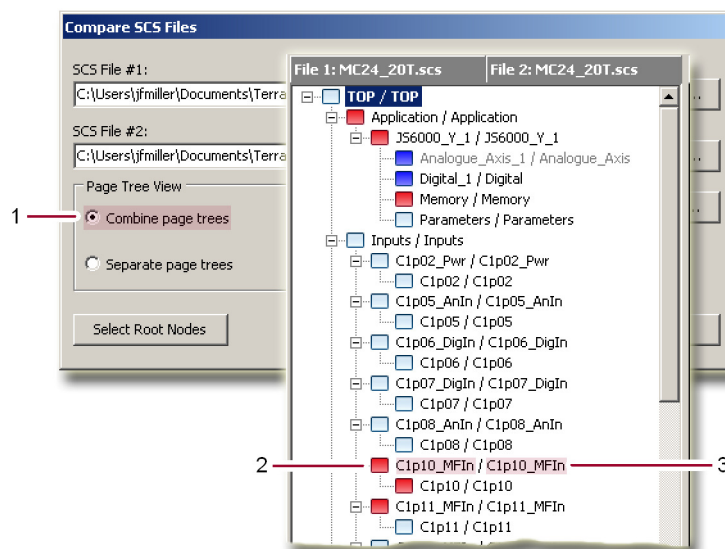 Compare SCS Files
SCS File #1:
C:\Users\jfmiller\Documents\Terra
SCS File #2:
C:\Users\jfmiller\Documents\Terra
Page Tree View
Combine page trees
Separate page trees
Select Root Nodes
File 1: MC24_20T.scs File 2: MC24_20T.scs
TOP / TOP
Application / Application
JS6000_Y_1 / JS6000_Y_1
Analogue_Axis_1 / Analogue_Axis
Digital_1 / Digital
Memory / Memory
Parameters / Parameters
Inputs / Inputs
C1p02_Pwr / C1p02_Pwr
C1p02 / C1p02
C1p05_AnIn / C1p05_AnIn
C1p05 / C1p05
C1p06_DigIn / C1p06_DigIn
C1p06 / C1p06
C1p07_DigIn / C1p07_DigIn
C1p07 / C1p07
C1p08_AnIn / C1p08_AnIn
C1p08 / C1p08
C1p10_MFIn / C1p10_MFIn
C1p10 / C1p10
C1p11_MFIn / C1p11_MFIn
C1p11 / C1p11
1
2
3